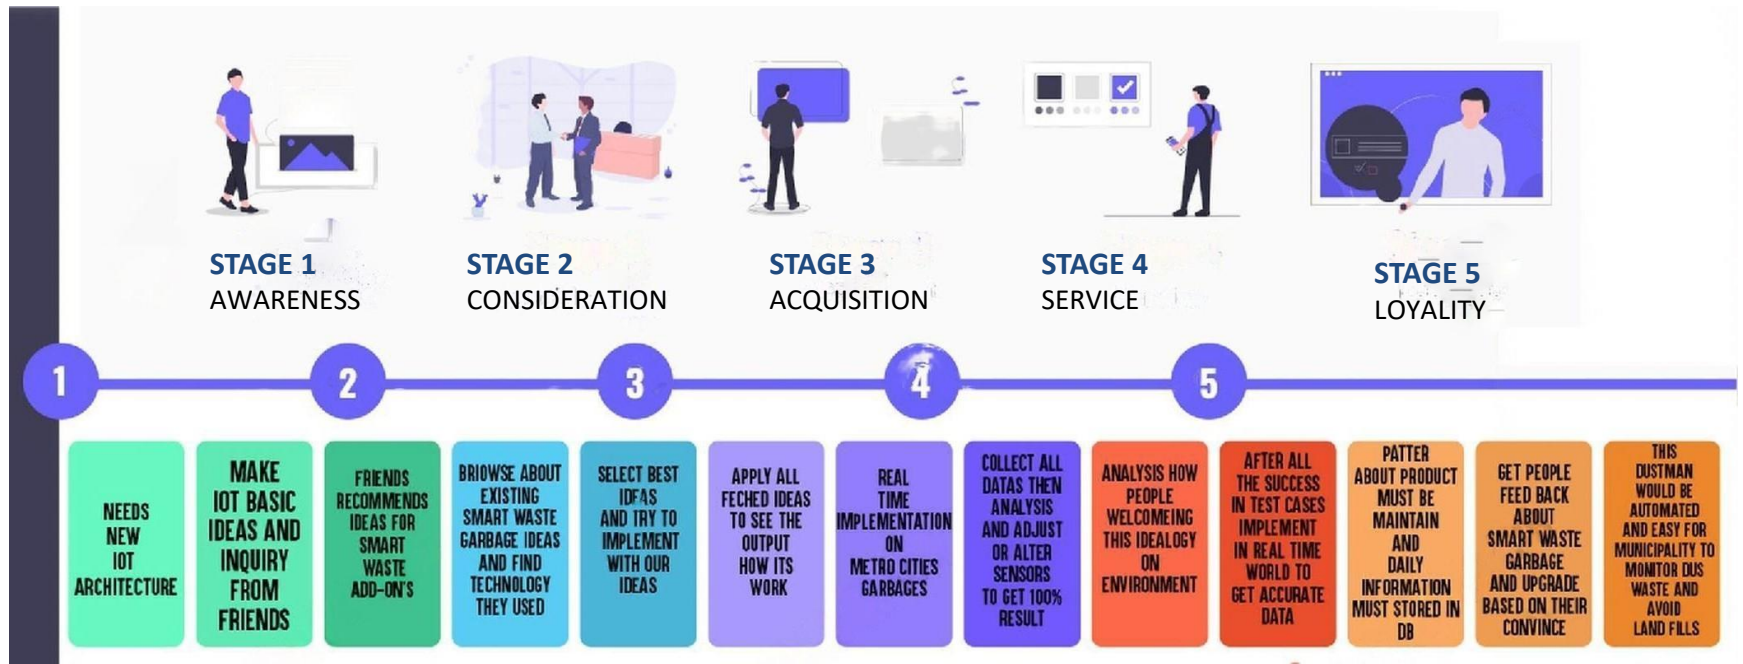 STAGE 1
AWARENESS
STAGE 2
CONSIDERATION
STAGE 3
ACQUISITION
STAGE 4
SERVICE
STAGE 5
LOYALITY
1
2
3
4
5
NEEDS
NEW
IOT
ARCHITECTURE
MAKE
IOT BASIC
IDEAS AND
INQUIRY
FROM
FRIENDS
FRIENDS
RECOMMENDS
IDEAS FOR
SMART
WASTE
ADD-ON'S
BRIOWSE ABOUT
EXISTING
SMART WASTE
GARBAGE IDEAS
AND FIND
TECHNOLOGY
THEY USED
SELECT BEST
IDEAS
AND TRY TO
IMPLEMENT
WITH OUR
IDEAS
APPLY ALL
FECHED IDEAS
TO SEE THE
OUTPUT
HOW ITS
WORK
REAL
TIME
IMPLEMENTATION
ON
METRO CITIES
GARBAGES
COLLECT ALL
DATAS THEN
ANALYSIS
AND ADJUST
OR ALTER
SENSORS
TO GET 100%
RESULT
ANALYSIS HOW
PEOPLE
WELCOMEING
THIS IDEALOGY
ON
ENVIRONMENT
AFTER ALL
THE SUCCESS
IN TEST CASES
IMPLEMENT
IN REAL TIME
WORLD TO
GET ACCURATE
DATA
PATTER
ABOUT PRODUCT
MUST BE
MAINTAIN
AND
DAILY
INFORMATION
MUST STORED IN
DB
GET PEOPLE
FEED BACK
ABOUT
SMART WASTE
GARBAGE
AND UPGRADE
BASED ON THEIR
CONVINCE
THIS
DUSTMAN
WOULD BE
AUTOMATED
AND EASY FOR
MUNICIPALITY TO
MONITOR DUS
WASTE AND
AVOID
LAND FILLS